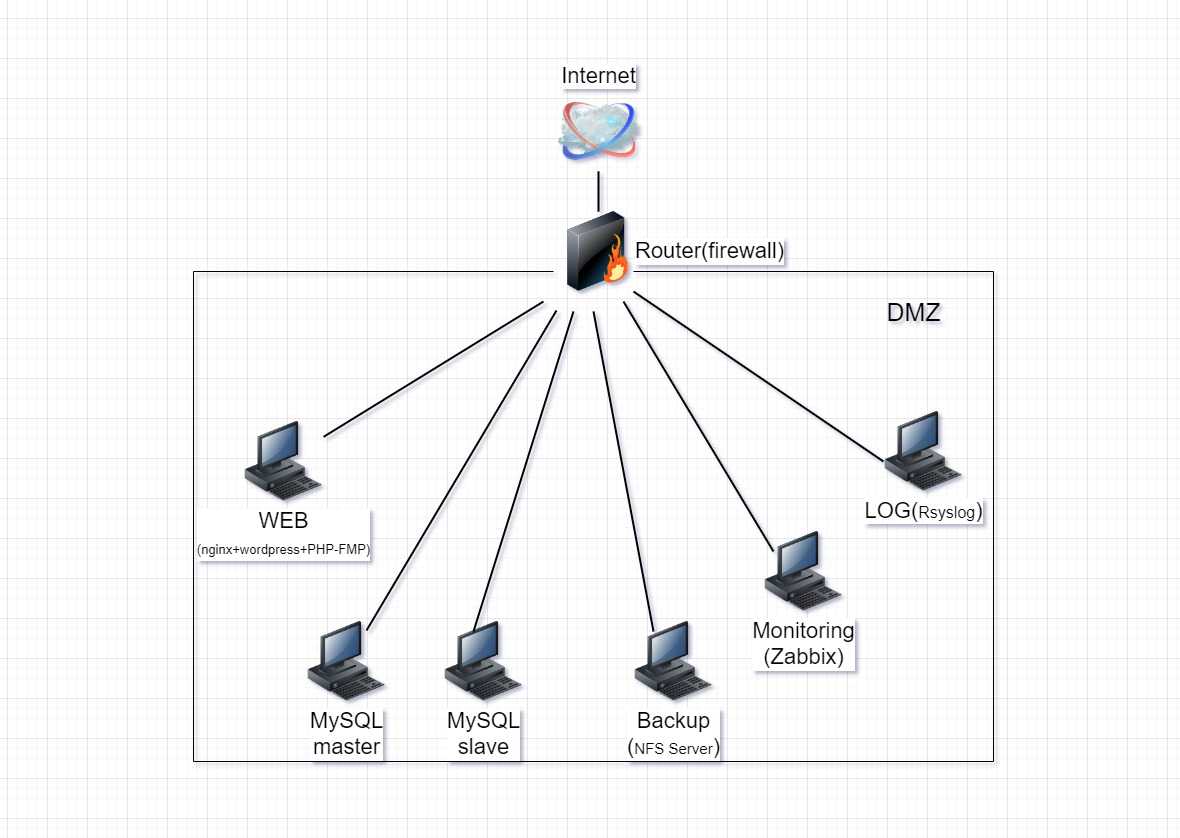 Internet
Router(firewall)
DMZ
WEB
(nginx+wordpress+PHP-FMP)
LOG(Rsyslog)
Monitoring
(Zabbix)
MySQL
master
MySQL
slave
Backup
(NFS Server)